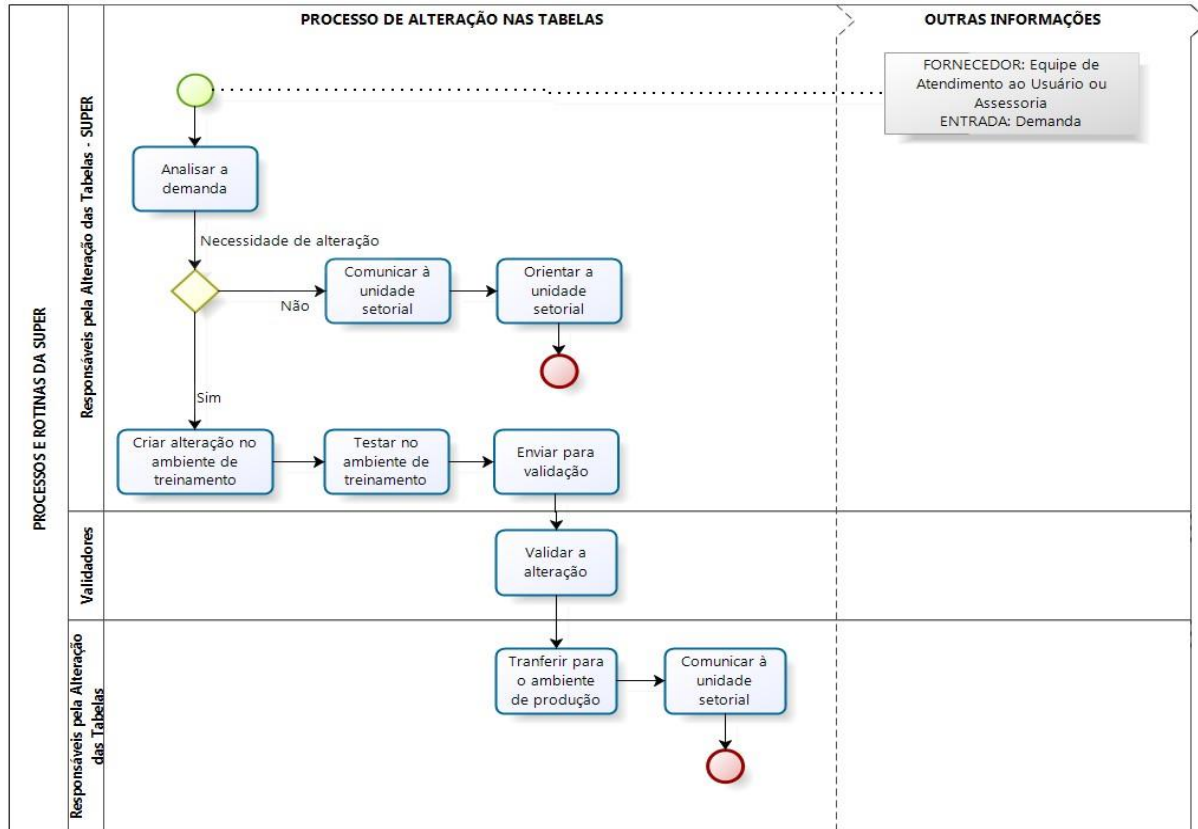 PROCESSO DE ALTERAÇÃO NAS TABELAS
OUTRAS INFORMAÇÕES
PROCESSOS E ROTINAS DA SUPER
Responsáveis pela Alteração das Tabelas - SUPER
FORNECEDOR: Equipe de
Atendimento ao Usuário ou
Assessoria
ENTRADA: Demanda
Analisar a
demanda
Necessidade de alteração
Não
Comunicar à
unidade
setorial
Orientar a
unidade
setorial
Sim
Criar alteração no
ambiente de
treinamento
Testar no
ambiente de
treinamento
Enviar para
validação
Validadores
Validar a
alteração
Responsáveis pela Alteração
das Tabelas
Tranferir para
o ambiente
de produção
Comunicar à
unidade
setorial